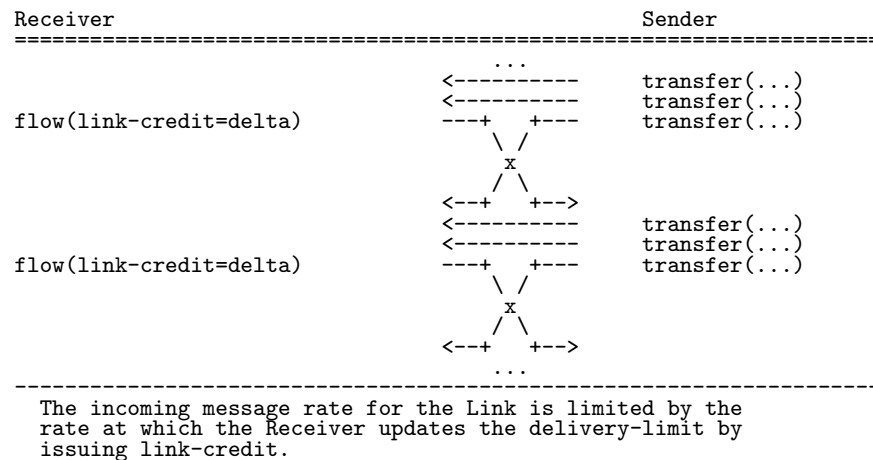 Receiver                                          Sender
=====================================================================
                                      ...
                                  <-----------     transfer(...)
                                  <-----------     transfer(...)
flow(link-credit=delta)           ---+   +---      transfer(...)
                                      \ /
                                       x
                                      / \
                                  <--+   +-->
                                  <-----------     transfer(...)
                                  <-----------     transfer(...)
flow(link-credit=delta)           ---+   +---      transfer(...)
                                      \ /
                                       x
                                      / \
                                  <--+   +-->
                                      ...
---------------------------------------------------------------------
  The incoming message rate for the Link is limited by the
  rate at which the Receiver updates the delivery-limit by
  issuing link-credit.